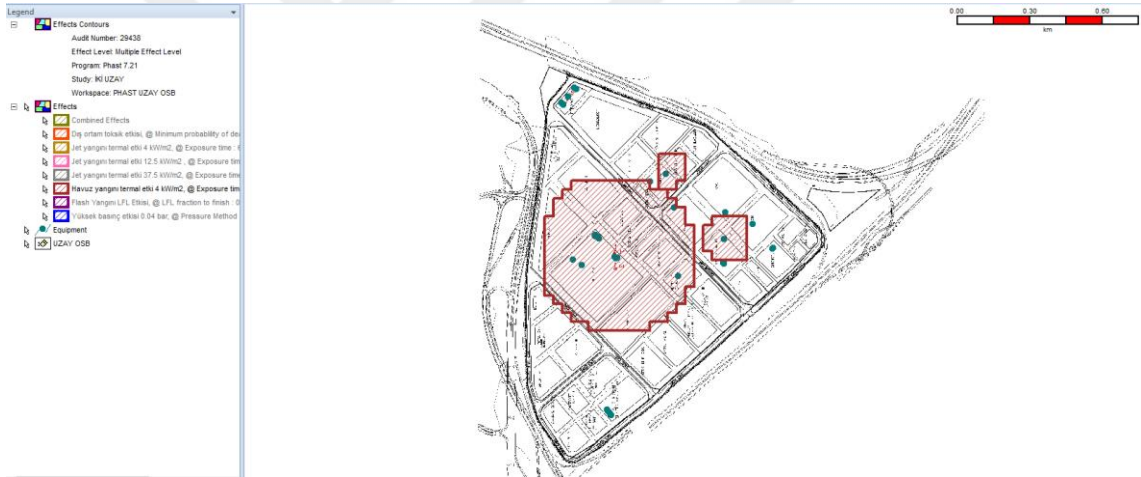 Legend
Effects Contours
Audit Number: 29438
Effect Level: Multiple Effect Level
Program: Phast 7.21
Study: İKİ UZAY
Workspace: PHAST UZAY OSB
Effects
Combined Effects
Dış ortam toksik etkisi, @ Minimum probability of de
Jet yangını termal etki 4 kW/m2, @ Exposure time : 6
Jet yangını termal etki 12.5 kW/m2 , @ Exposure tim
Jet yangını termal etki 37.5 kW/m2, @ Exposure tim
Havuz yangını termal etki 4 kW/m2, @ Exposure tim
Flash Yangını LFL Etkisi, @ LFL fraction to finish : 0
Yüksek basınç etkisi 0.04 bar, @ Pressure Method
Equipment
UZAY OSB
0.00 0.30 0.60
km